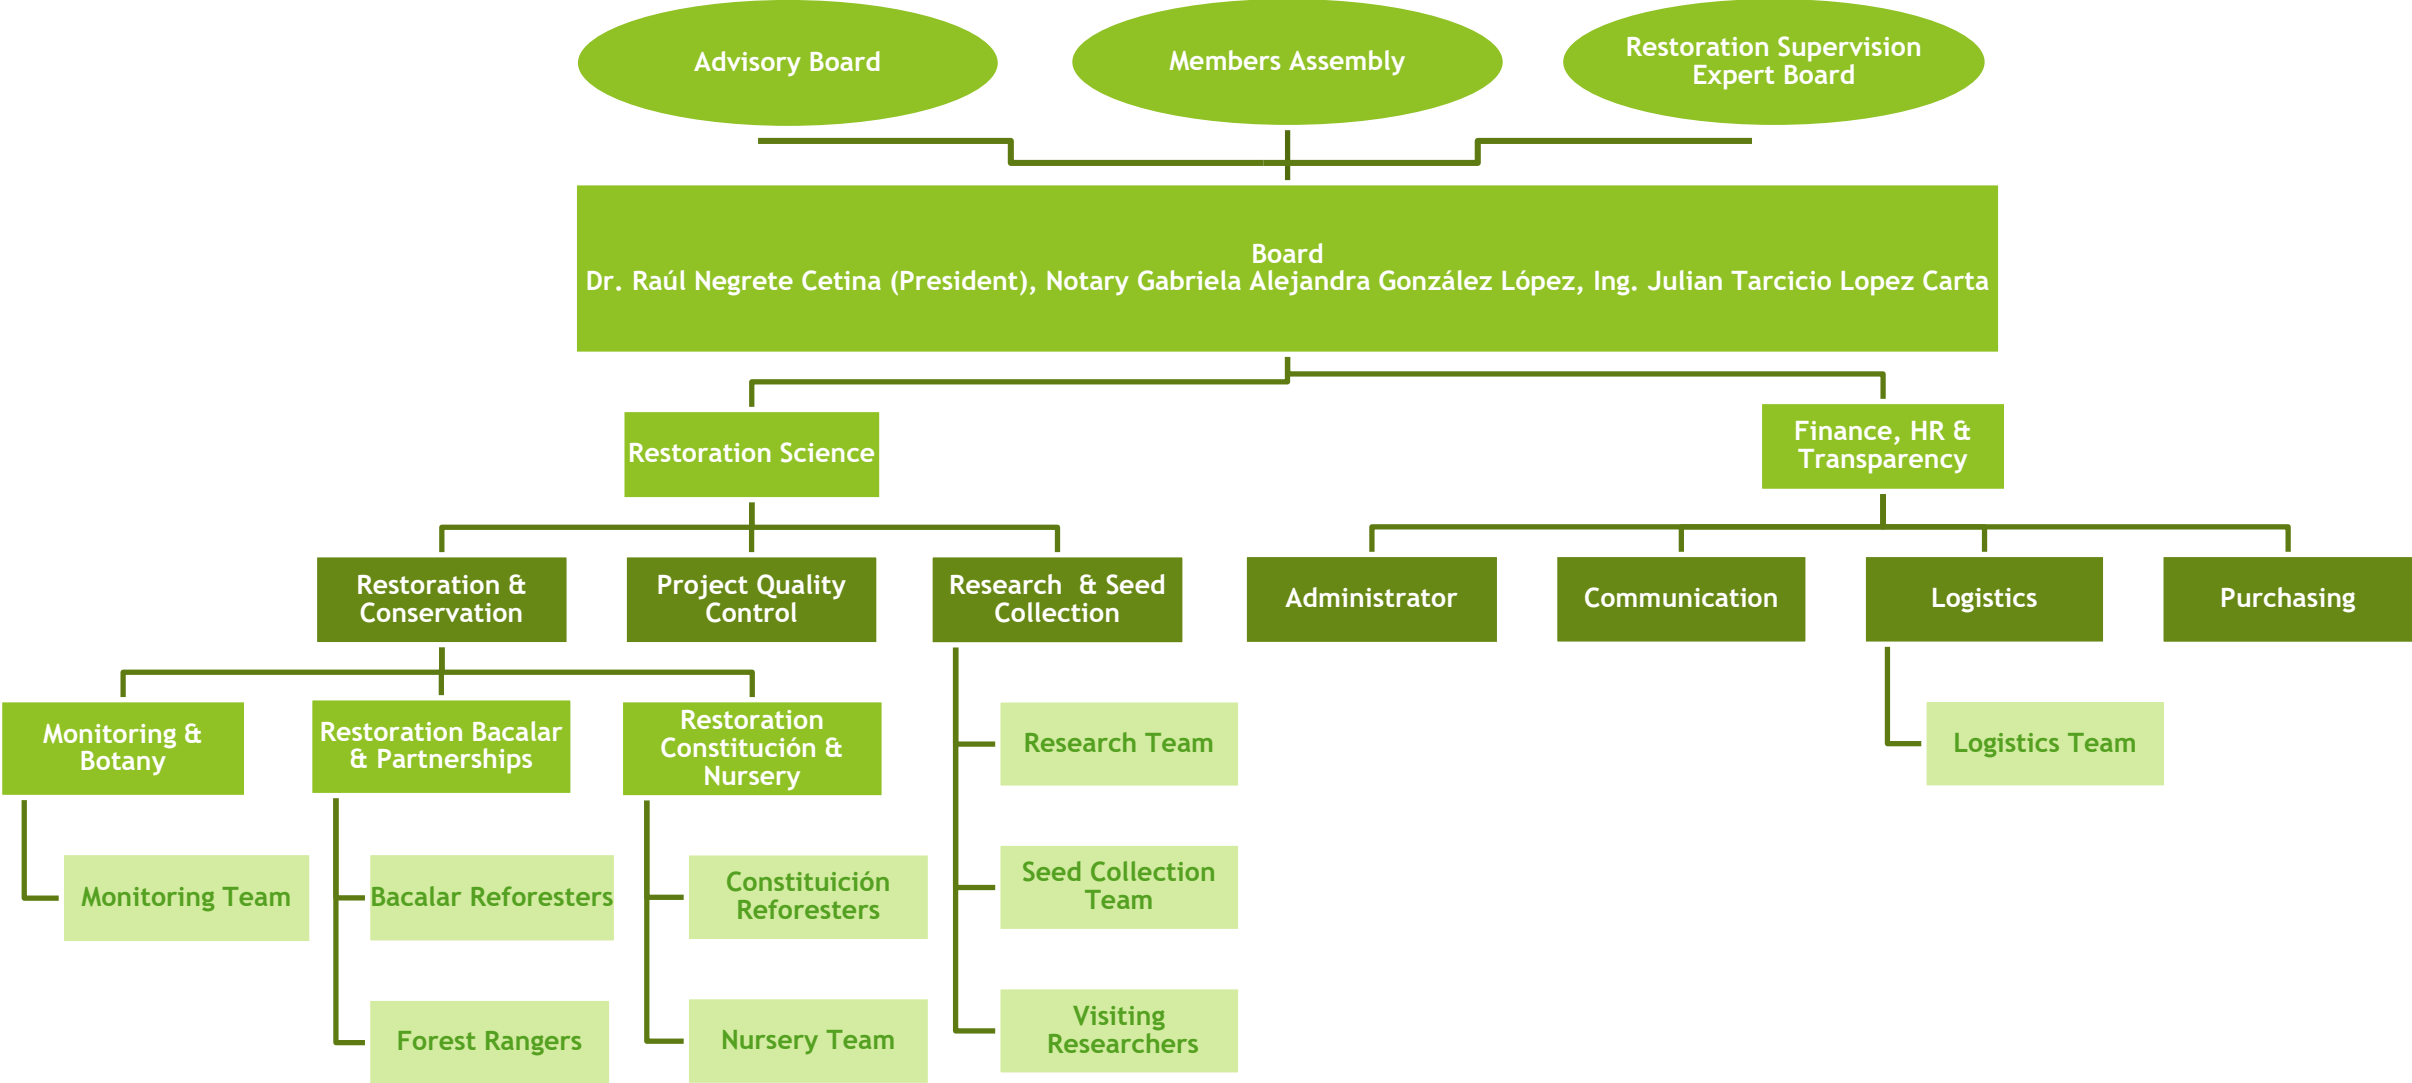 Advisory Board
Members Assembly
Restoration Supervision
Expert Board
Board
Dr. Raúl Negrete Cetina (President), Notary Gabriela Alejandra González López, Ing. Julian Tarcicio Lopez Carta
Restoration Science
Finance, HR &
Transparency
Restoration &
Conservation
Project Quality
Control
Research & Seed
Collection
Administrator
Communication
Logistics
Purchasing
Monitoring &
Botany
Restoration Bacalar
& Partnerships
Restoration
Constitución &
Nursery
Research Team
Logistics Team
Monitoring Team
Bacalar Reforesters
Constituición
Reforesters
Seed Collection
Team
Forest Rangers
Nursery Team
Visiting
Researchers